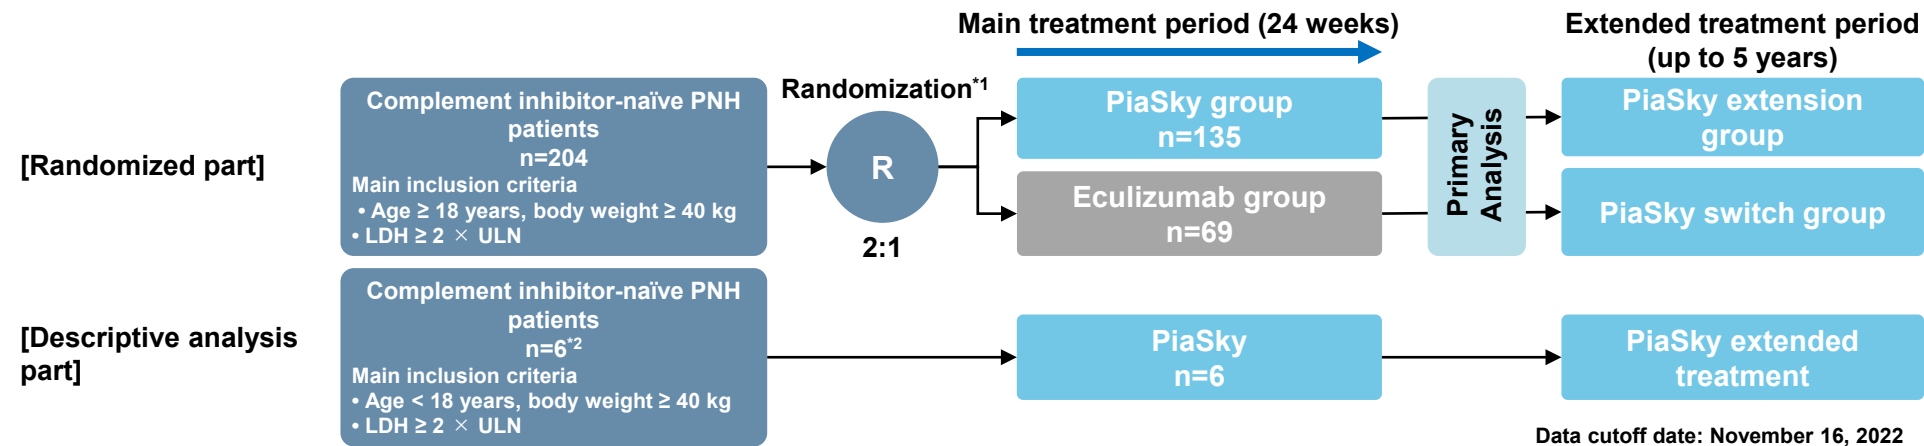 Main treatment period (24 weeks)
Extended treatment period
(up to 5 years)
[Randomized part]
Complement inhibitor-naïve PNH
patients
n=204
Main inclusion criteria
• Age ≥ 18 years, body weight ≥ 40 kg
• LDH ≥ 2 × ULN
Randomization*1
R
2:1
PiaSky group
n=135
Eculizumab group
n=69
Primary
Analysis
PiaSky extension
group
PiaSky switch group
[Descriptive analysis
part]
Complement inhibitor-naïve PNH
patients
n=6*2
Main inclusion criteria
• Age < 18 years, body weight ≥ 40 kg
• LDH ≥ 2 × ULN
PiaSky
n=6
PiaSky extended
treatment
Data cutoff date: November 16, 2022